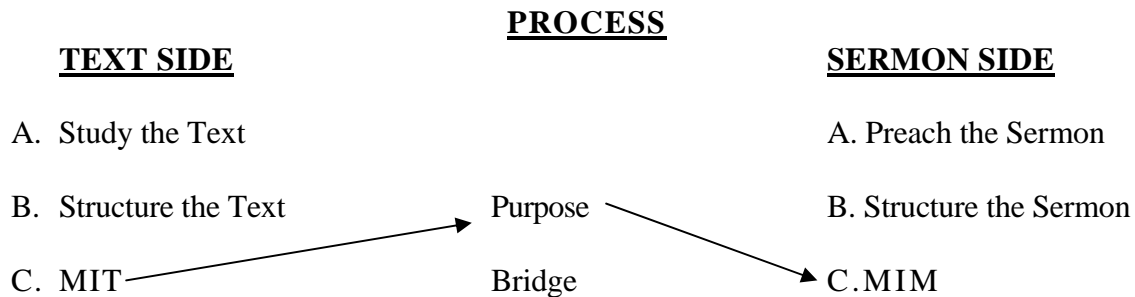 PROCESS
TEXT SIDE SERMON SIDE
A. Study the Text A. Preach the Sermon
B. Structure the Text Purpose B. Structure the Sermon
C. MIT Bridge C.MIM